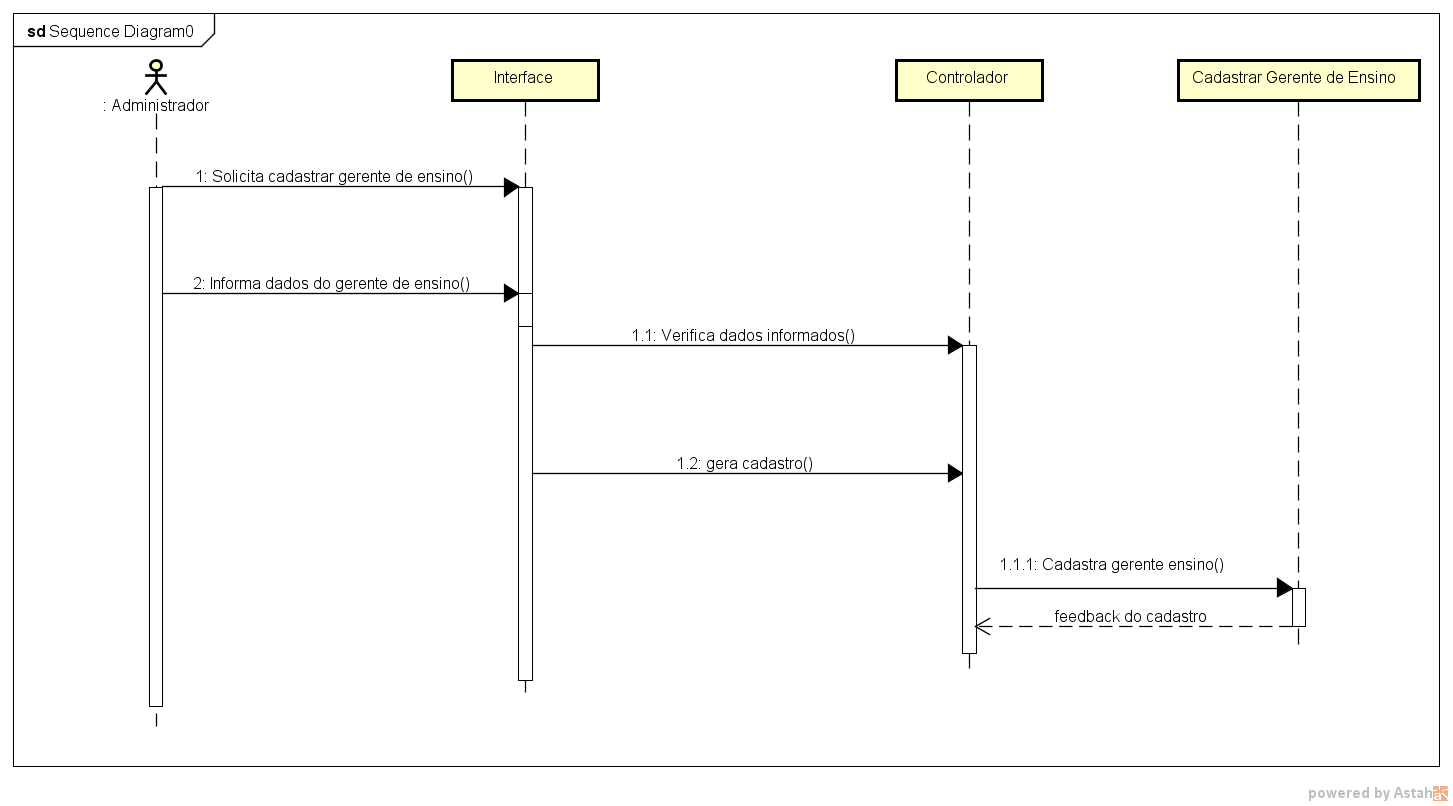 sd Sequence Diagram0
: Administrador
Interface
Controlador
Cadastrar Gerente de Ensino
1: Solicita cadastrar gerente de ensino()
2: Informa dados do gerente de ensino()
1.1: Verifica dados informados()
1.2: gera cadastro()
1.1.1: Cadastra gerente ensino()
feedback do cadastro
powered by Astah